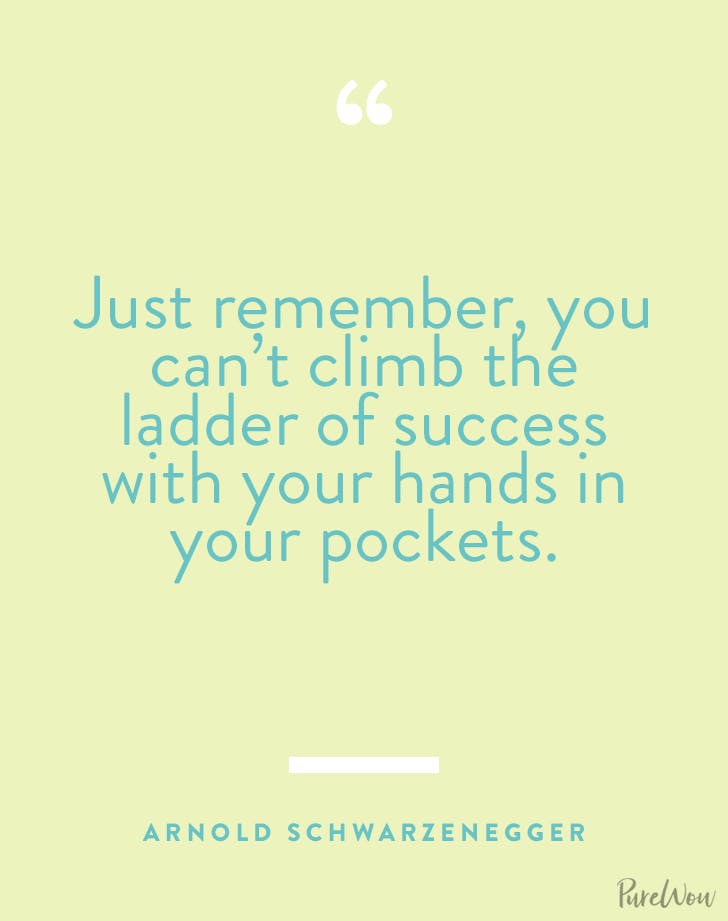 “
Just remember, you
can’t climb the
ladder of success
with your hands in
your pockets.
ARNOLD SCHWARZENEGGER
PureWow